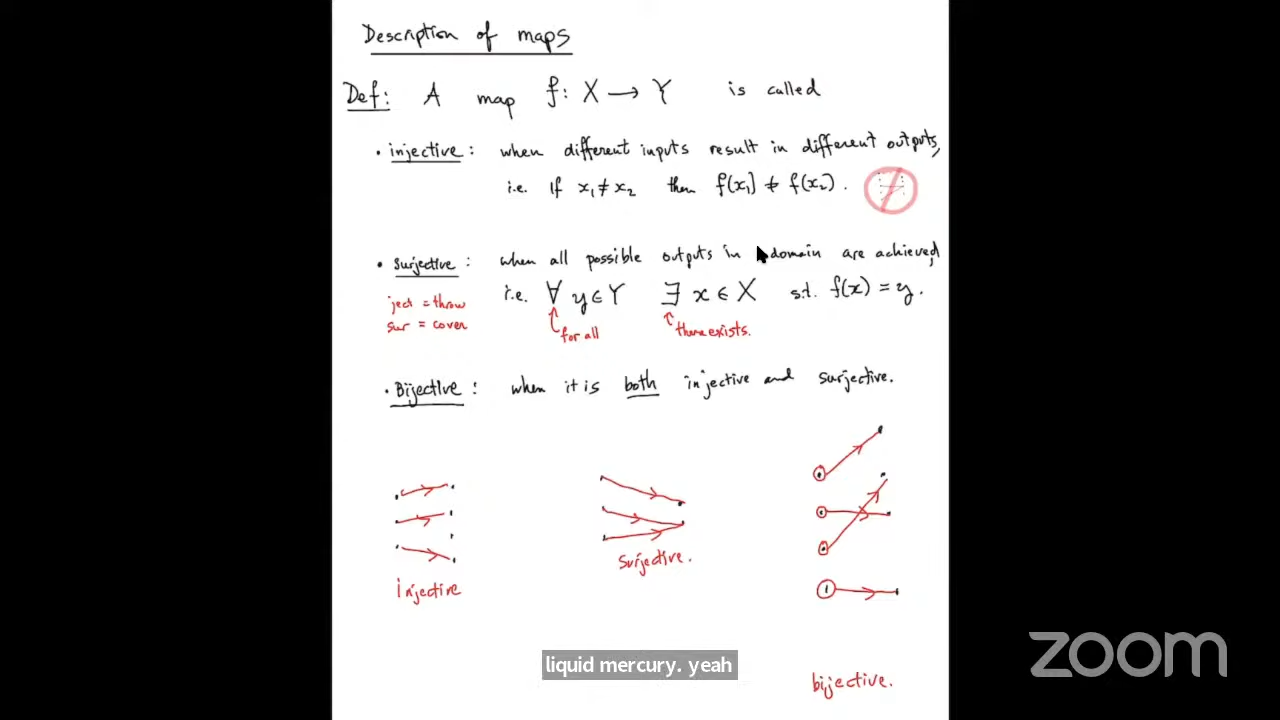 Description of maps
Def: A map f: X → Y is called
• injective: when different inputs result in different outputs,
i.e. If x₁ ≠ x₂ then f(x₁) ≠ f(x₂).
• Surjective: when all possible outputs in domain are achieved,
i.e. ∀ y ∈ Y ∃ x ∈ X s.t. f(x) = y.
ject = throw
sur = cover
for all
there exists.
• Bijective: when it is both injective and surjective.
Injective
Surjective.
bijective.
liquid mercury. yeah
zoom